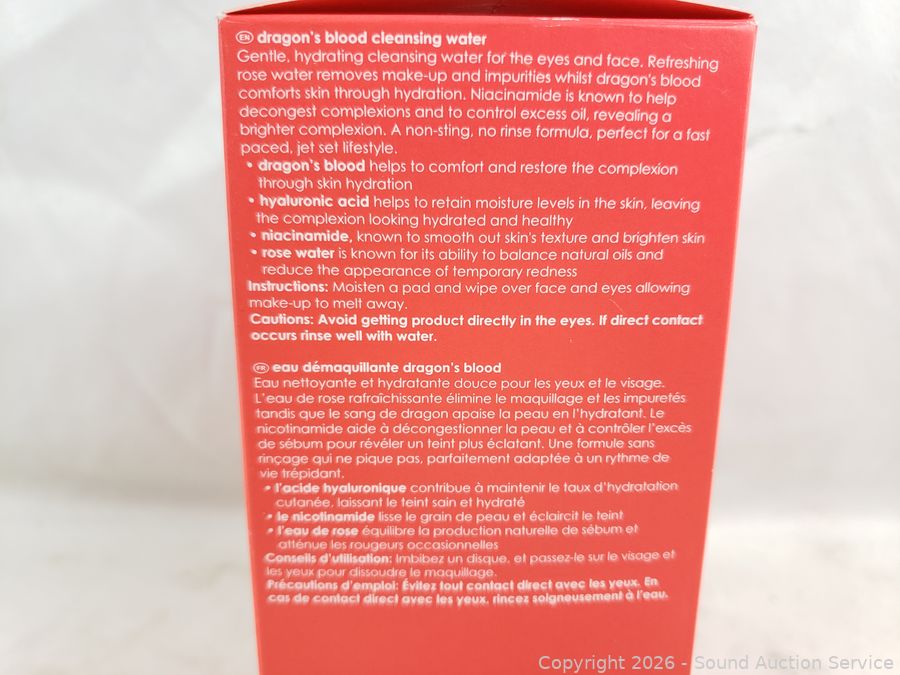 EN dragon's blood cleansing water
Gentle, hydrating cleansing water for the eyes and face. Refreshing
rose water removes make-up and impurities whilst dragon's blood
comforts skin through hydration. Niacinamide is known to help
decongest complexions and to control excess oil, revealing a
brighter complexion. A non-sting, no rinse formula, perfect for a fast
paced, jet set lifestyle.
• dragon's blood helps to comfort and restore the complexion
through skin hydration
• hyaluronic acid helps to retain moisture levels in the skin, leaving
the complexion looking hydrated and healthy
• niacinamide, known to smooth out skin's texture and brighten skin
• rose water is known for its ability to balance natural oils and
reduce the appearance of temporary redness
Instructions: Moisten a pad and wipe over face and eyes allowing
make-up to melt away.
Cautions: Avoid getting product directly in the eyes. If direct contact
occurs rinse well with water.
FR eau démaquillante dragon's blood
Eau nettoyante et hydratante douce pour les yeux et le visage.
L'eau de rose rafraîchissante élimine le maquillage et les impuretés
tandis que le sang de dragon apaise la peau en l'hydratant. Le
nicotinamide aide à décongestionner la peau et à contrôler l'excès
de sébum pour révéler un teint plus éclatant. Une formule sans
rinçage qui ne pique pas, parfaitement adaptée à un rythme de
vie trépidant.
• l'acide hyaluronique contribue à maintenir le taux d'hydratation
cutanée, laissant le teint sain et hydraté
• le nicotinamide lisse le grain de peau et éclaircit le teint
• l'eau de rose équilibre la production naturelle de sébum et
atténue les rougeurs occasionnelles
Conseils d'utilisation: Imbibez un disque, et passez-le sur le visage et
les yeux pour dissoudre le maquillage.
Précautions d'emploi: Évitez tout contact direct avec les yeux. En
cas de contact direct avec les yeux, rincez soigneusement à l'eau.
Copyright 2026 - Sound Auction Service